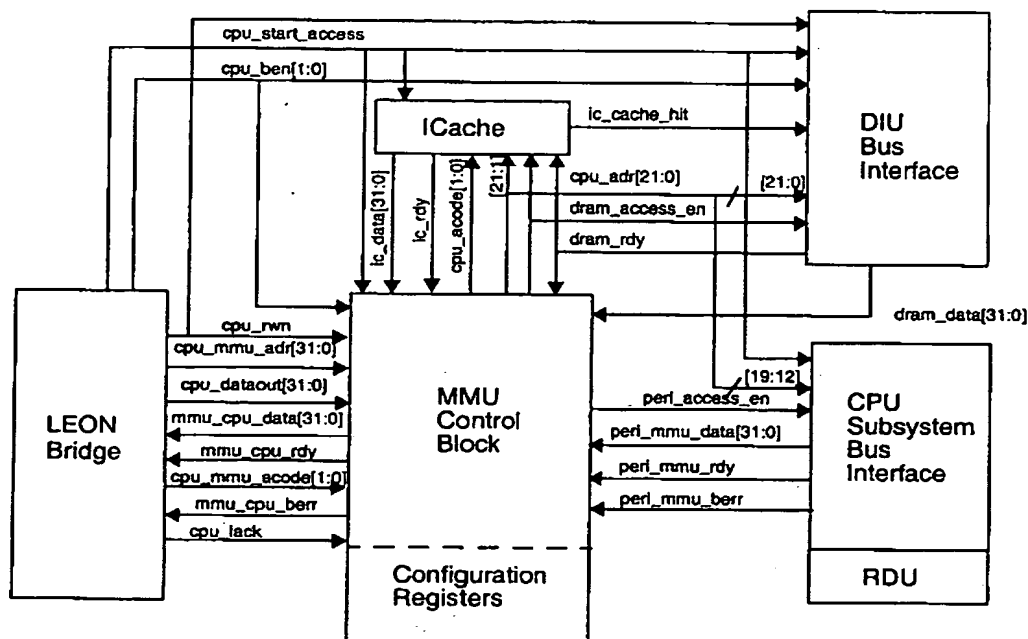 cpu_start_access
cpu_ben[1:0]
ICache
ic_cache_hit
DIU
Bus
Interface
ic_data[31:0]
ic_rdy
cpu_acode[1:0]
[21:1]
cpu_adr[21:0]
[21:0]
dram_access_en
dram_rdy
dram_data[31:0]
LEON
Bridge
cpu_rwn
cpu_mmu_adr[31:0]
cpu_dataout[31:0]
mmu_cpu_data[31:0]
mmu_cpu_rdy
cpu_mmu_acode[1:0]
mmu_cpu_berr
cpu_iack
MMU
Control
Block
Configuration
Registers
[19:12]
peri_access_en
peri_mmu_data[31:0]
peri_mmu_rdy
peri_mmu_berr
CPU
Subsystem
Bus
Interface
RDU